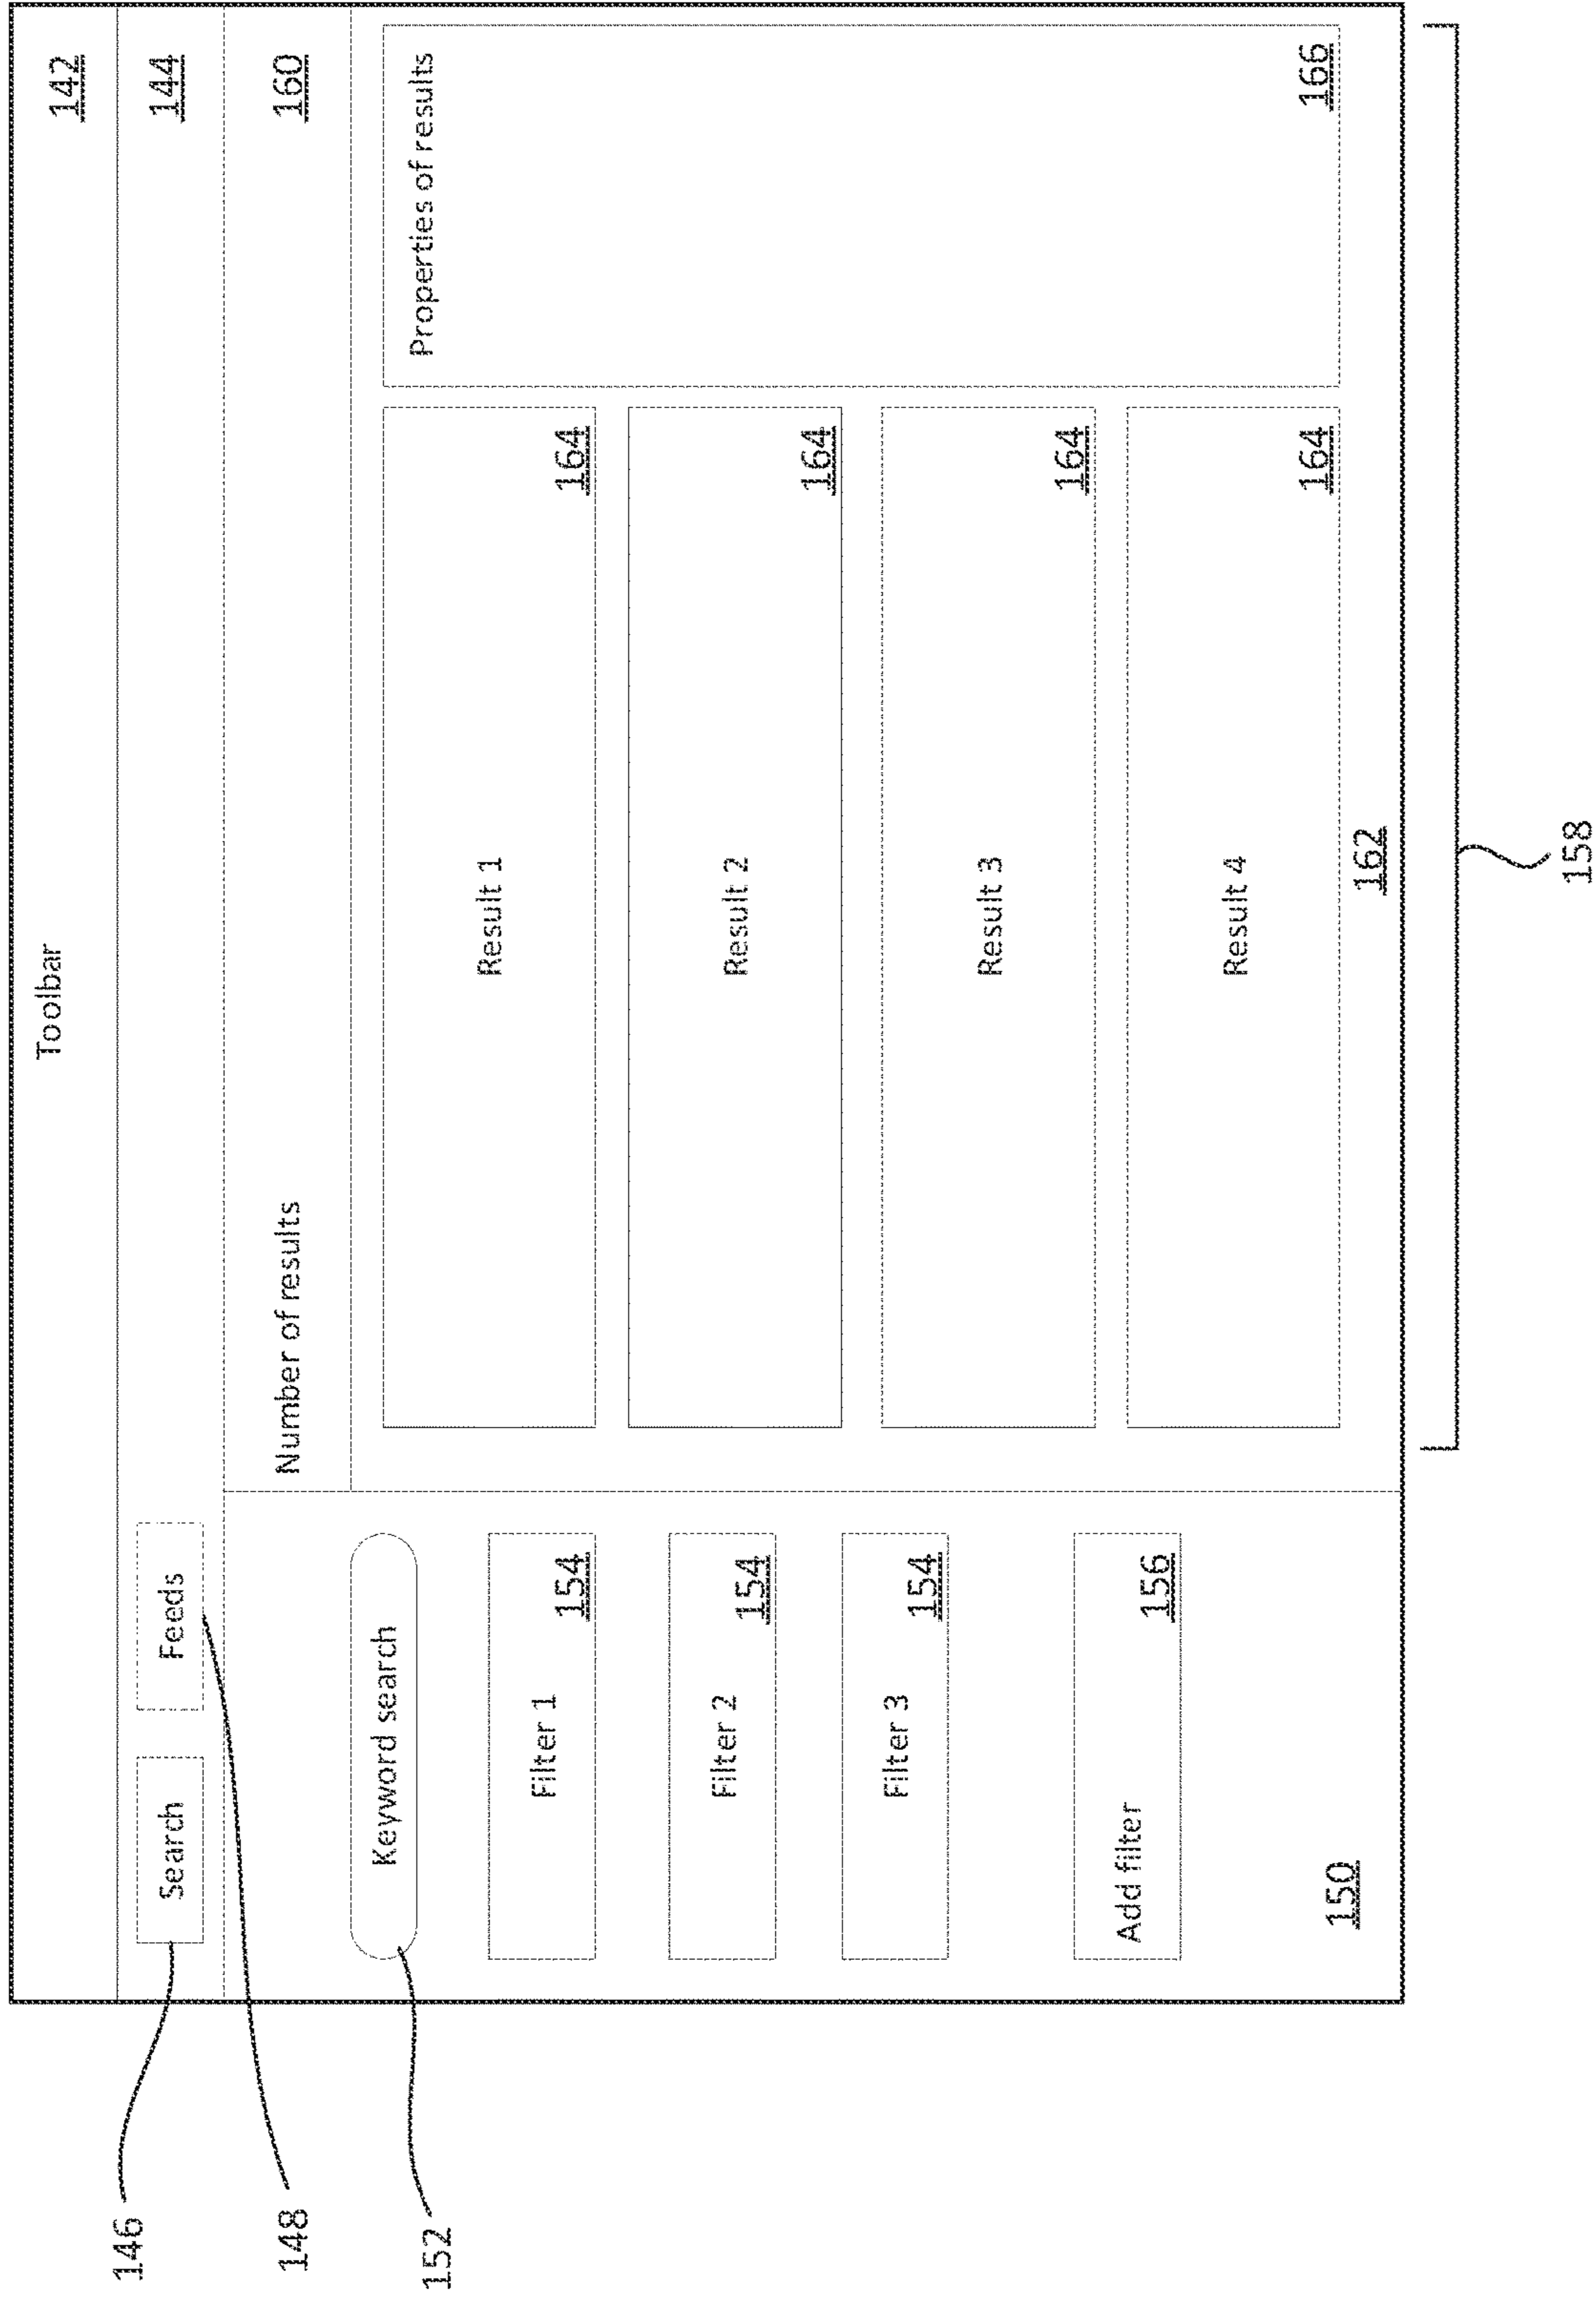 Toolbar
142
146
Search
Feeds
144
148
Number of results
160
152
Keyword search
Filter 1
154
Filter 2
154
Filter 3
154
Add filter
156
150
Result 1
164
Result 2
164
Result 3
164
Result 4
164
Properties of results
166
162
158